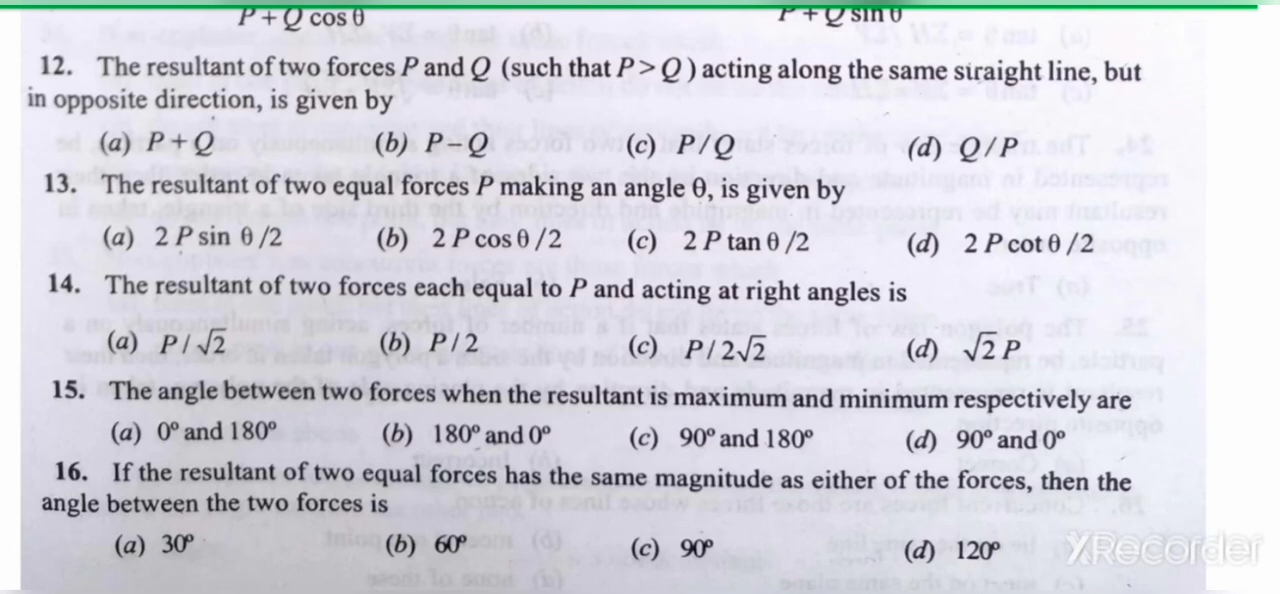 P + Q cos θ P + Q sin θ
12. The resultant of two forces P and Q (such that P > Q) acting along the same straight line, but
in opposite direction, is given by
(a) P + Q (b) P – Q (c) P/Q (d) Q/P
13. The resultant of two equal forces P making an angle θ, is given by
(a) 2 P sin θ /2 (b) 2 P cos θ /2 (c) 2 P tan θ /2 (d) 2 P cot θ /2
14. The resultant of two forces each equal to P and acting at right angles is
(a) P / √2 (b) P / 2 (c) P / 2√2 (d) √2 P
15. The angle between two forces when the resultant is maximum and minimum respectively are
(a) 0° and 180° (b) 180° and 0° (c) 90° and 180° (d) 90° and 0°
16. If the resultant of two equal forces has the same magnitude as either of the forces, then the
angle between the two forces is
(a) 30° (b) 60° (c) 90° (d) 120°
XRecorder